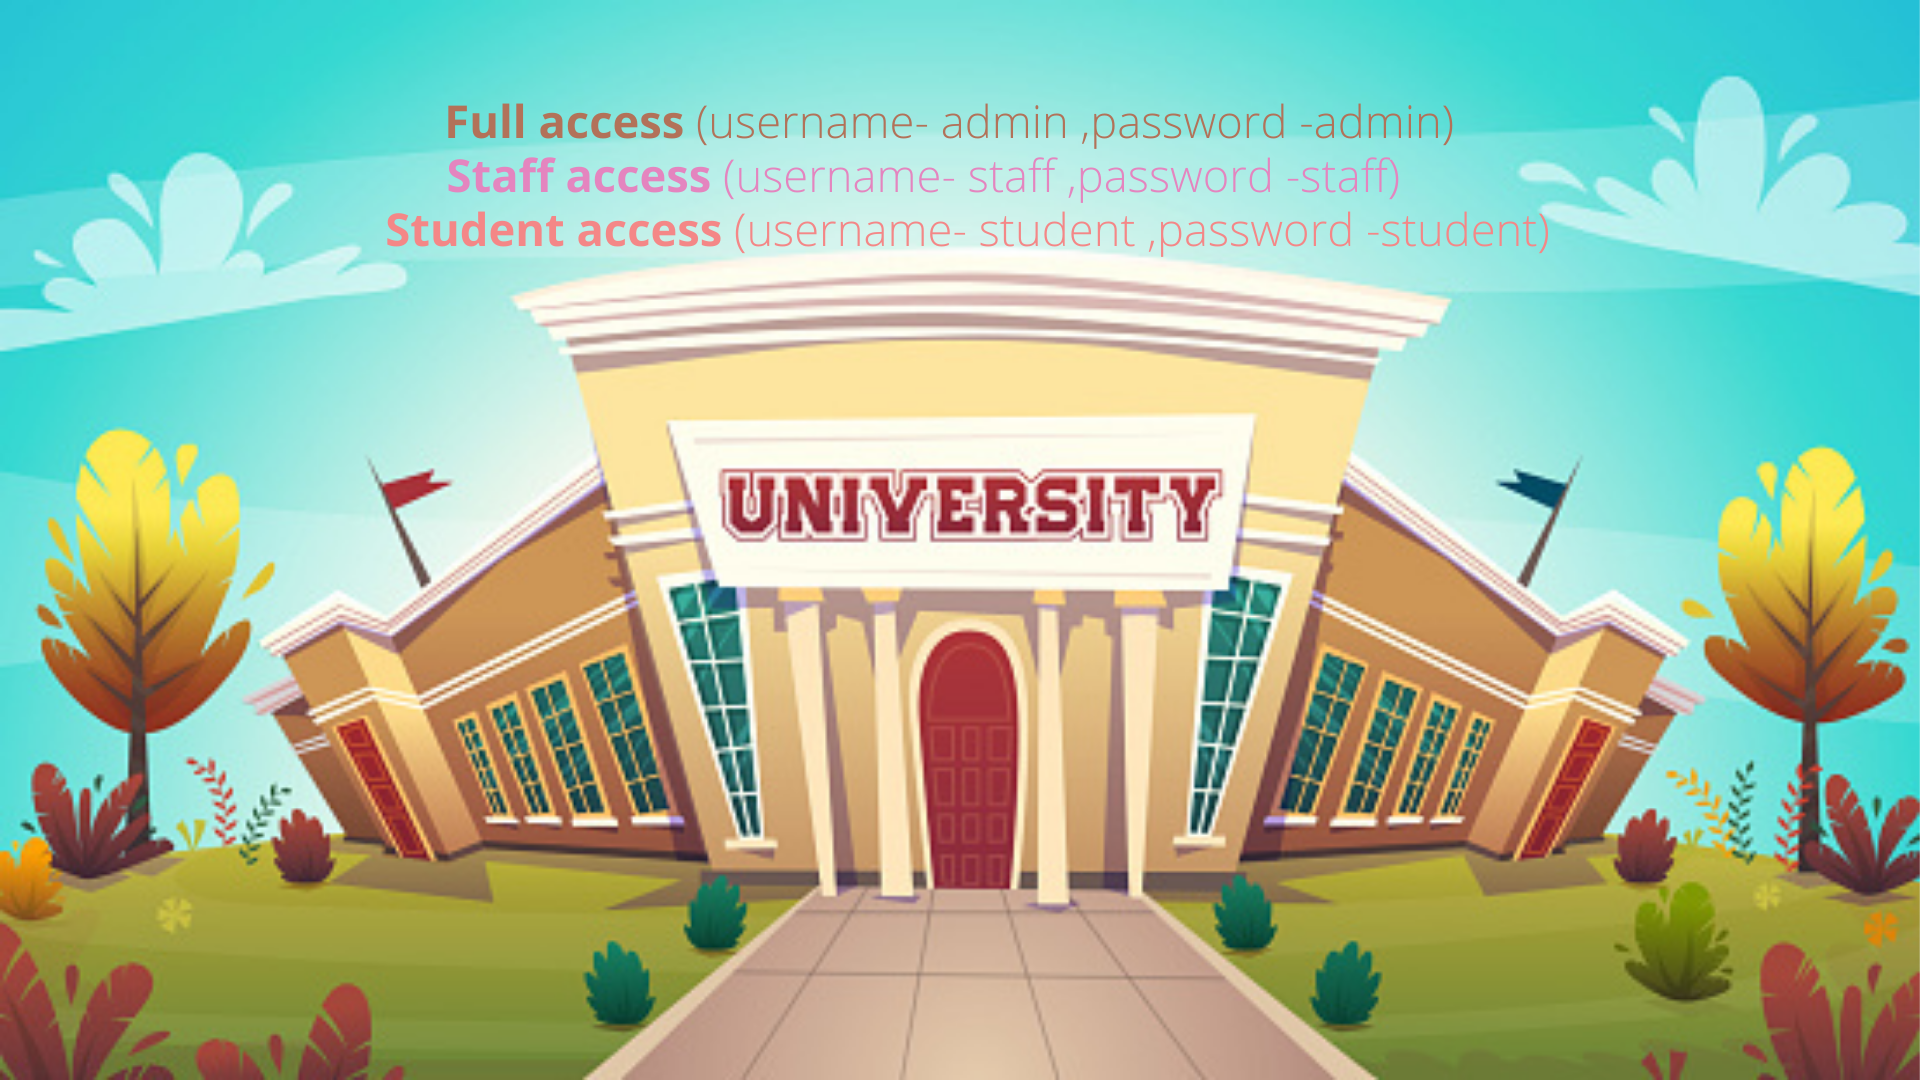 Full access (username- admin ,password -admin)
Staff access (username- staff ,password -staff)
Student access (username- student ,password -student)
UNIVERSITY